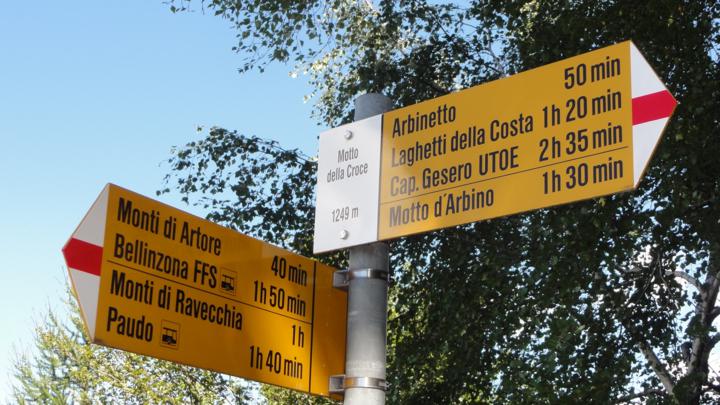 Motto
della Croce
1249 m
Arbinetto 50 min
Laghetti della Costa 1h 20 min
Cap. Gesero UTOE 2h 35 min
Motto d'Arbino 1h 30 min
Monti di Artore 40 min
Bellinzona FFS 1h 50 min
Monti di Ravecchia 1h
Paudo 1h 40 min